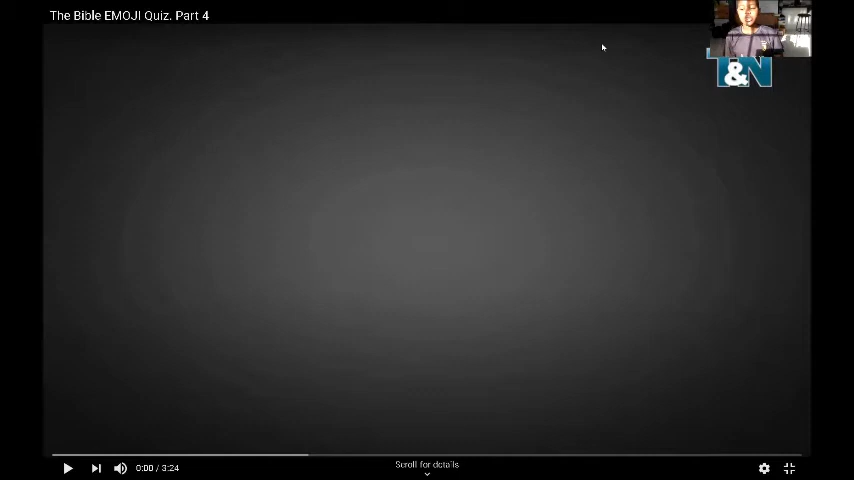 The Bible EMOJI Quiz. Part 4
T&N
0:00 / 3:24
Scroll for details